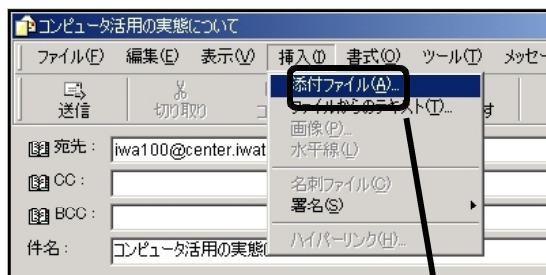 コンピュータ活用の実態について
ファイル(F) 編集(E) 表示(V) 挿入(I) 書式(O) ツール(T) メッセー
送信 切り取り コ す
添付ファイル(A)...
ファイルからのテキスト(T)...
画像(P)...
水平線(L)
名刺ファイル(C)
署名(S)
ハイパーリンク(H)...
宛先: iwa100@center.iwat
CC:
BCC:
件名: コンピュータ活用の実態